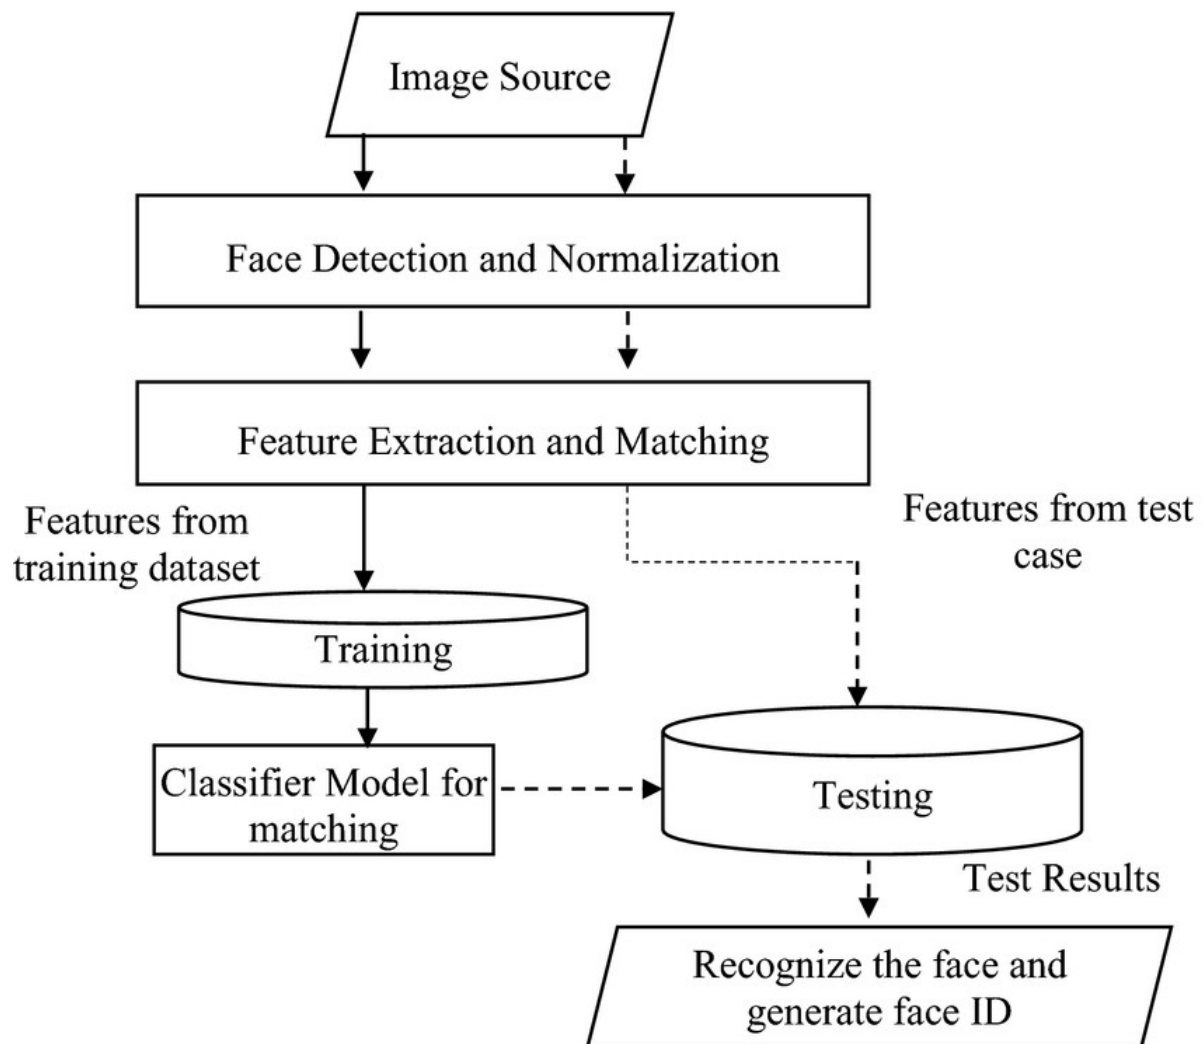 Image Source
Face Detection and Normalization
Feature Extraction and Matching
Features from
training dataset
Features from test
case
Training
Classifier Model for
matching
Testing
Test Results
Recognize the face and
generate face ID